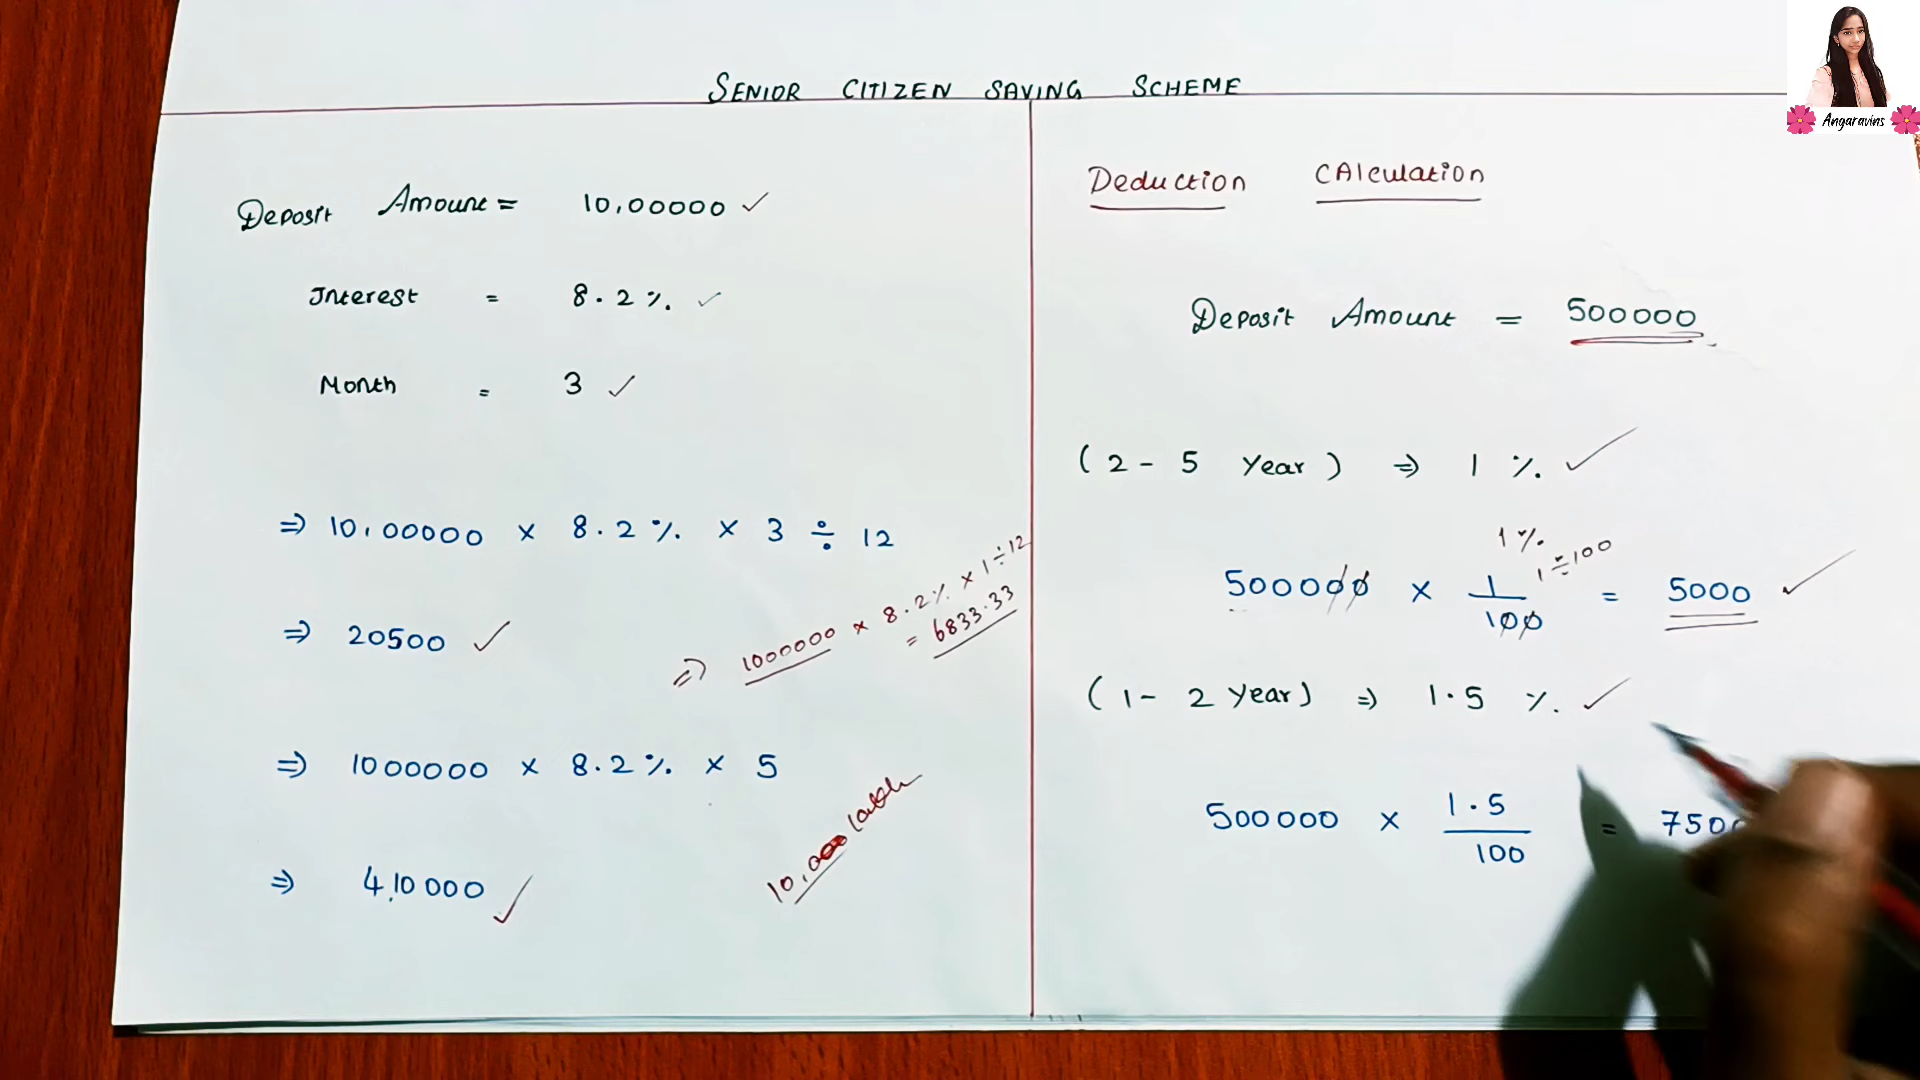 SENIOR CITIZEN SAVING SCHEME
Angaravins
Deposit Amount = 10,00000 ✓
Interest = 8.2 % ✓
Month = 3 ✓
⇒ 10,00000 × 8.2 % × 3 ÷ 12
⇒ 20500 ✓
⇒ 1000000 × 8.2 % × 1 ÷ 12
= 6833.33
⇒ 1000000 × 8.2 % × 5
⇒ 4,10000 ✓
10,000
Deduction CAlculation
Deposit Amount = 500000
(2 - 5 Year) ⇒ 1 % ✓
1 %
1 ÷ 100
500000 × 1/100 = 5000 ✓
(1 - 2 Year) ⇒ 1.5 % ✓
500000 × 1.5/100 = 750